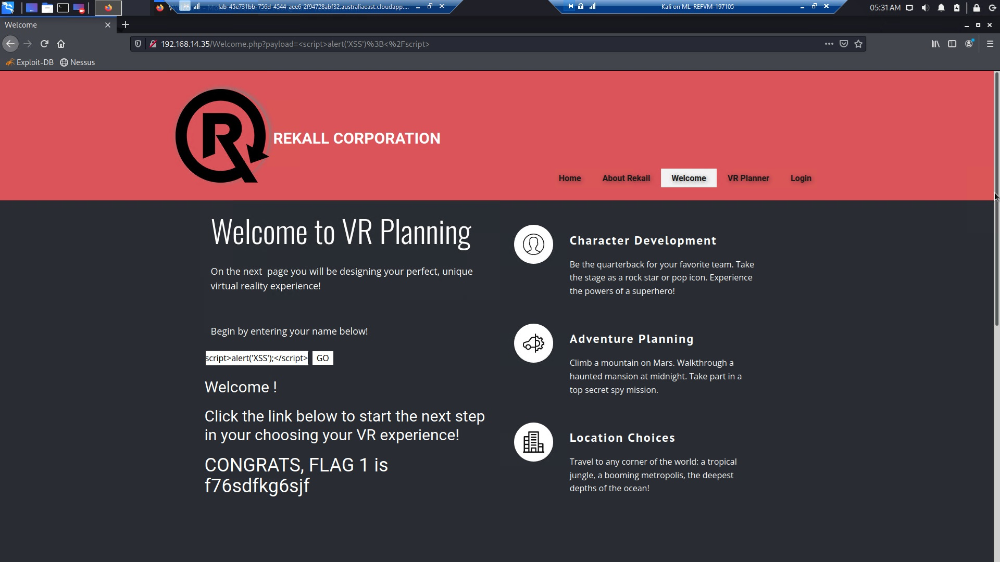 lab-45e731bb-756d-4544-aee6-2f94728abf32.australiaeast.cloudapp....
Kali on ML-REFVM-197105
05:31 AM
Welcome
192.168.14.35/Welcome.php?payload=<script>alert('XSS')%3B<%2Fscript>
Exploit-DB
Nessus
REKALL CORPORATION
Home
About Rekall
Welcome
VR Planner
Login
Welcome to VR Planning
On the next  page you will be designing your perfect, unique
virtual reality experience!
Begin by entering your name below!
script>alert('XSS');</script>
GO
Welcome !
Click the link below to start the next step
in your choosing your VR experience!
CONGRATS, FLAG 1 is
f76sdfkg6sjf
Character Development
Be the quarterback for your favorite team. Take
the stage as a rock star or pop icon. Experience
the powers of a superhero!
Adventure Planning
Climb a mountain on Mars. Walkthrough a
haunted mansion at midnight. Take part in a
top secret spy mission.
Location Choices
Travel to any corner of the world: a tropical
jungle, a booming metropolis, the deepest
depths of the ocean!